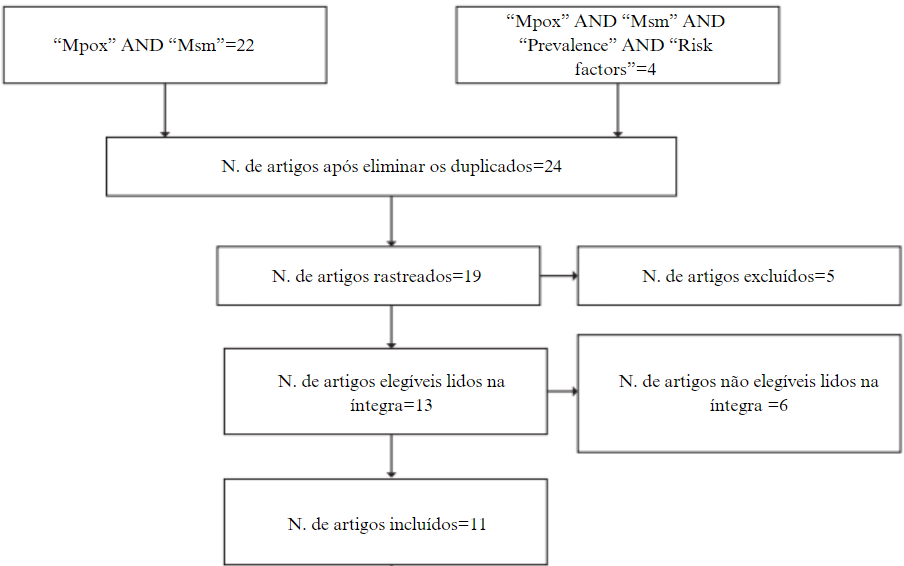 “Mpox” AND “Msm”=22
“Mpox” AND “Msm” AND
“Prevalence” AND “Risk
factors”=4
N. de artigos após eliminar os duplicados=24
N. de artigos rastreados=19
N. de artigos excluídos=5
N. de artigos elegíveis lidos na
íntegra=13
N. de artigos não elegíveis lidos na
íntegra =6
N. de artigos incluídos=11